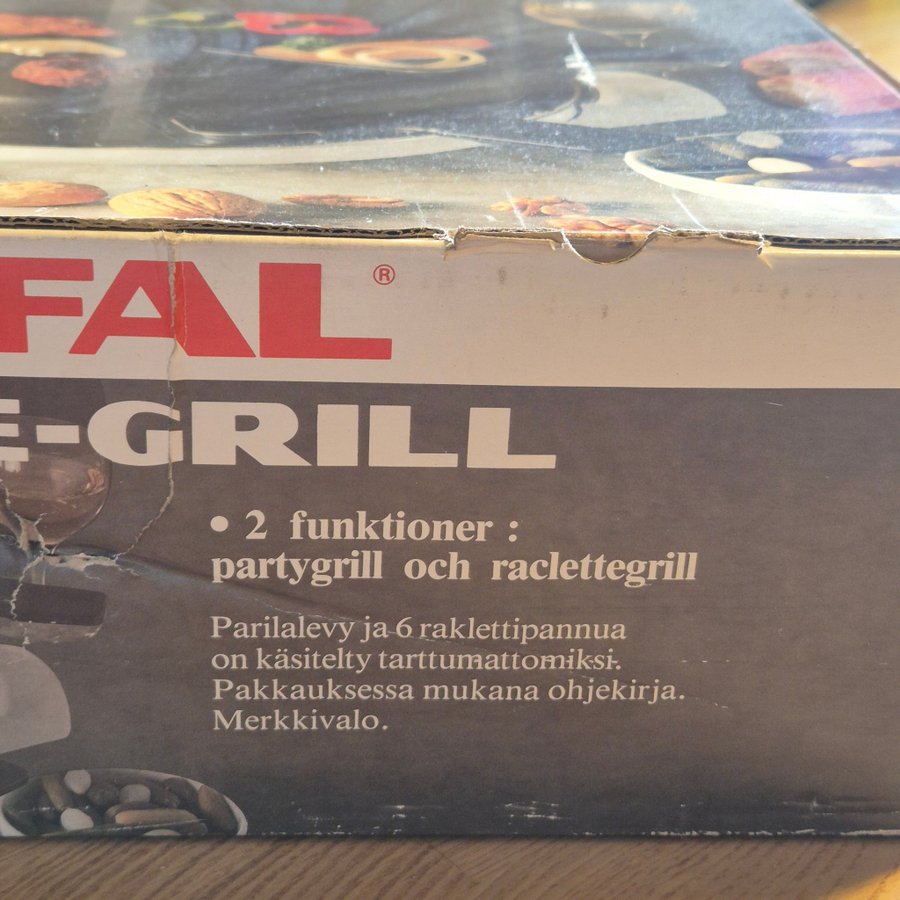 FAL®
E-GRILL
• 2 funktioner :
partygrill och raclettegrill
Parilalevy ja 6 raklettipannua
on käsitelty tarttumattomiksi.
Pakkauksessa mukana ohjekirja.
Merkkivalo.